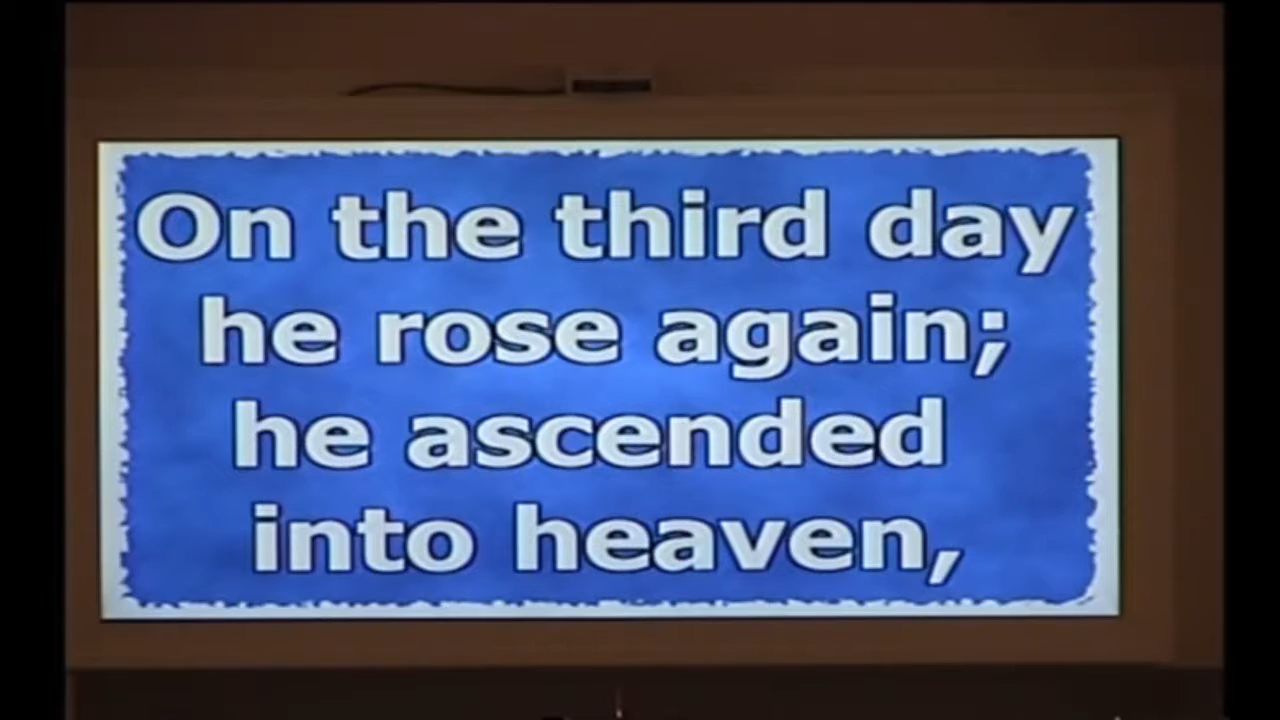 On the third day
he rose again;
he ascended
into heaven,